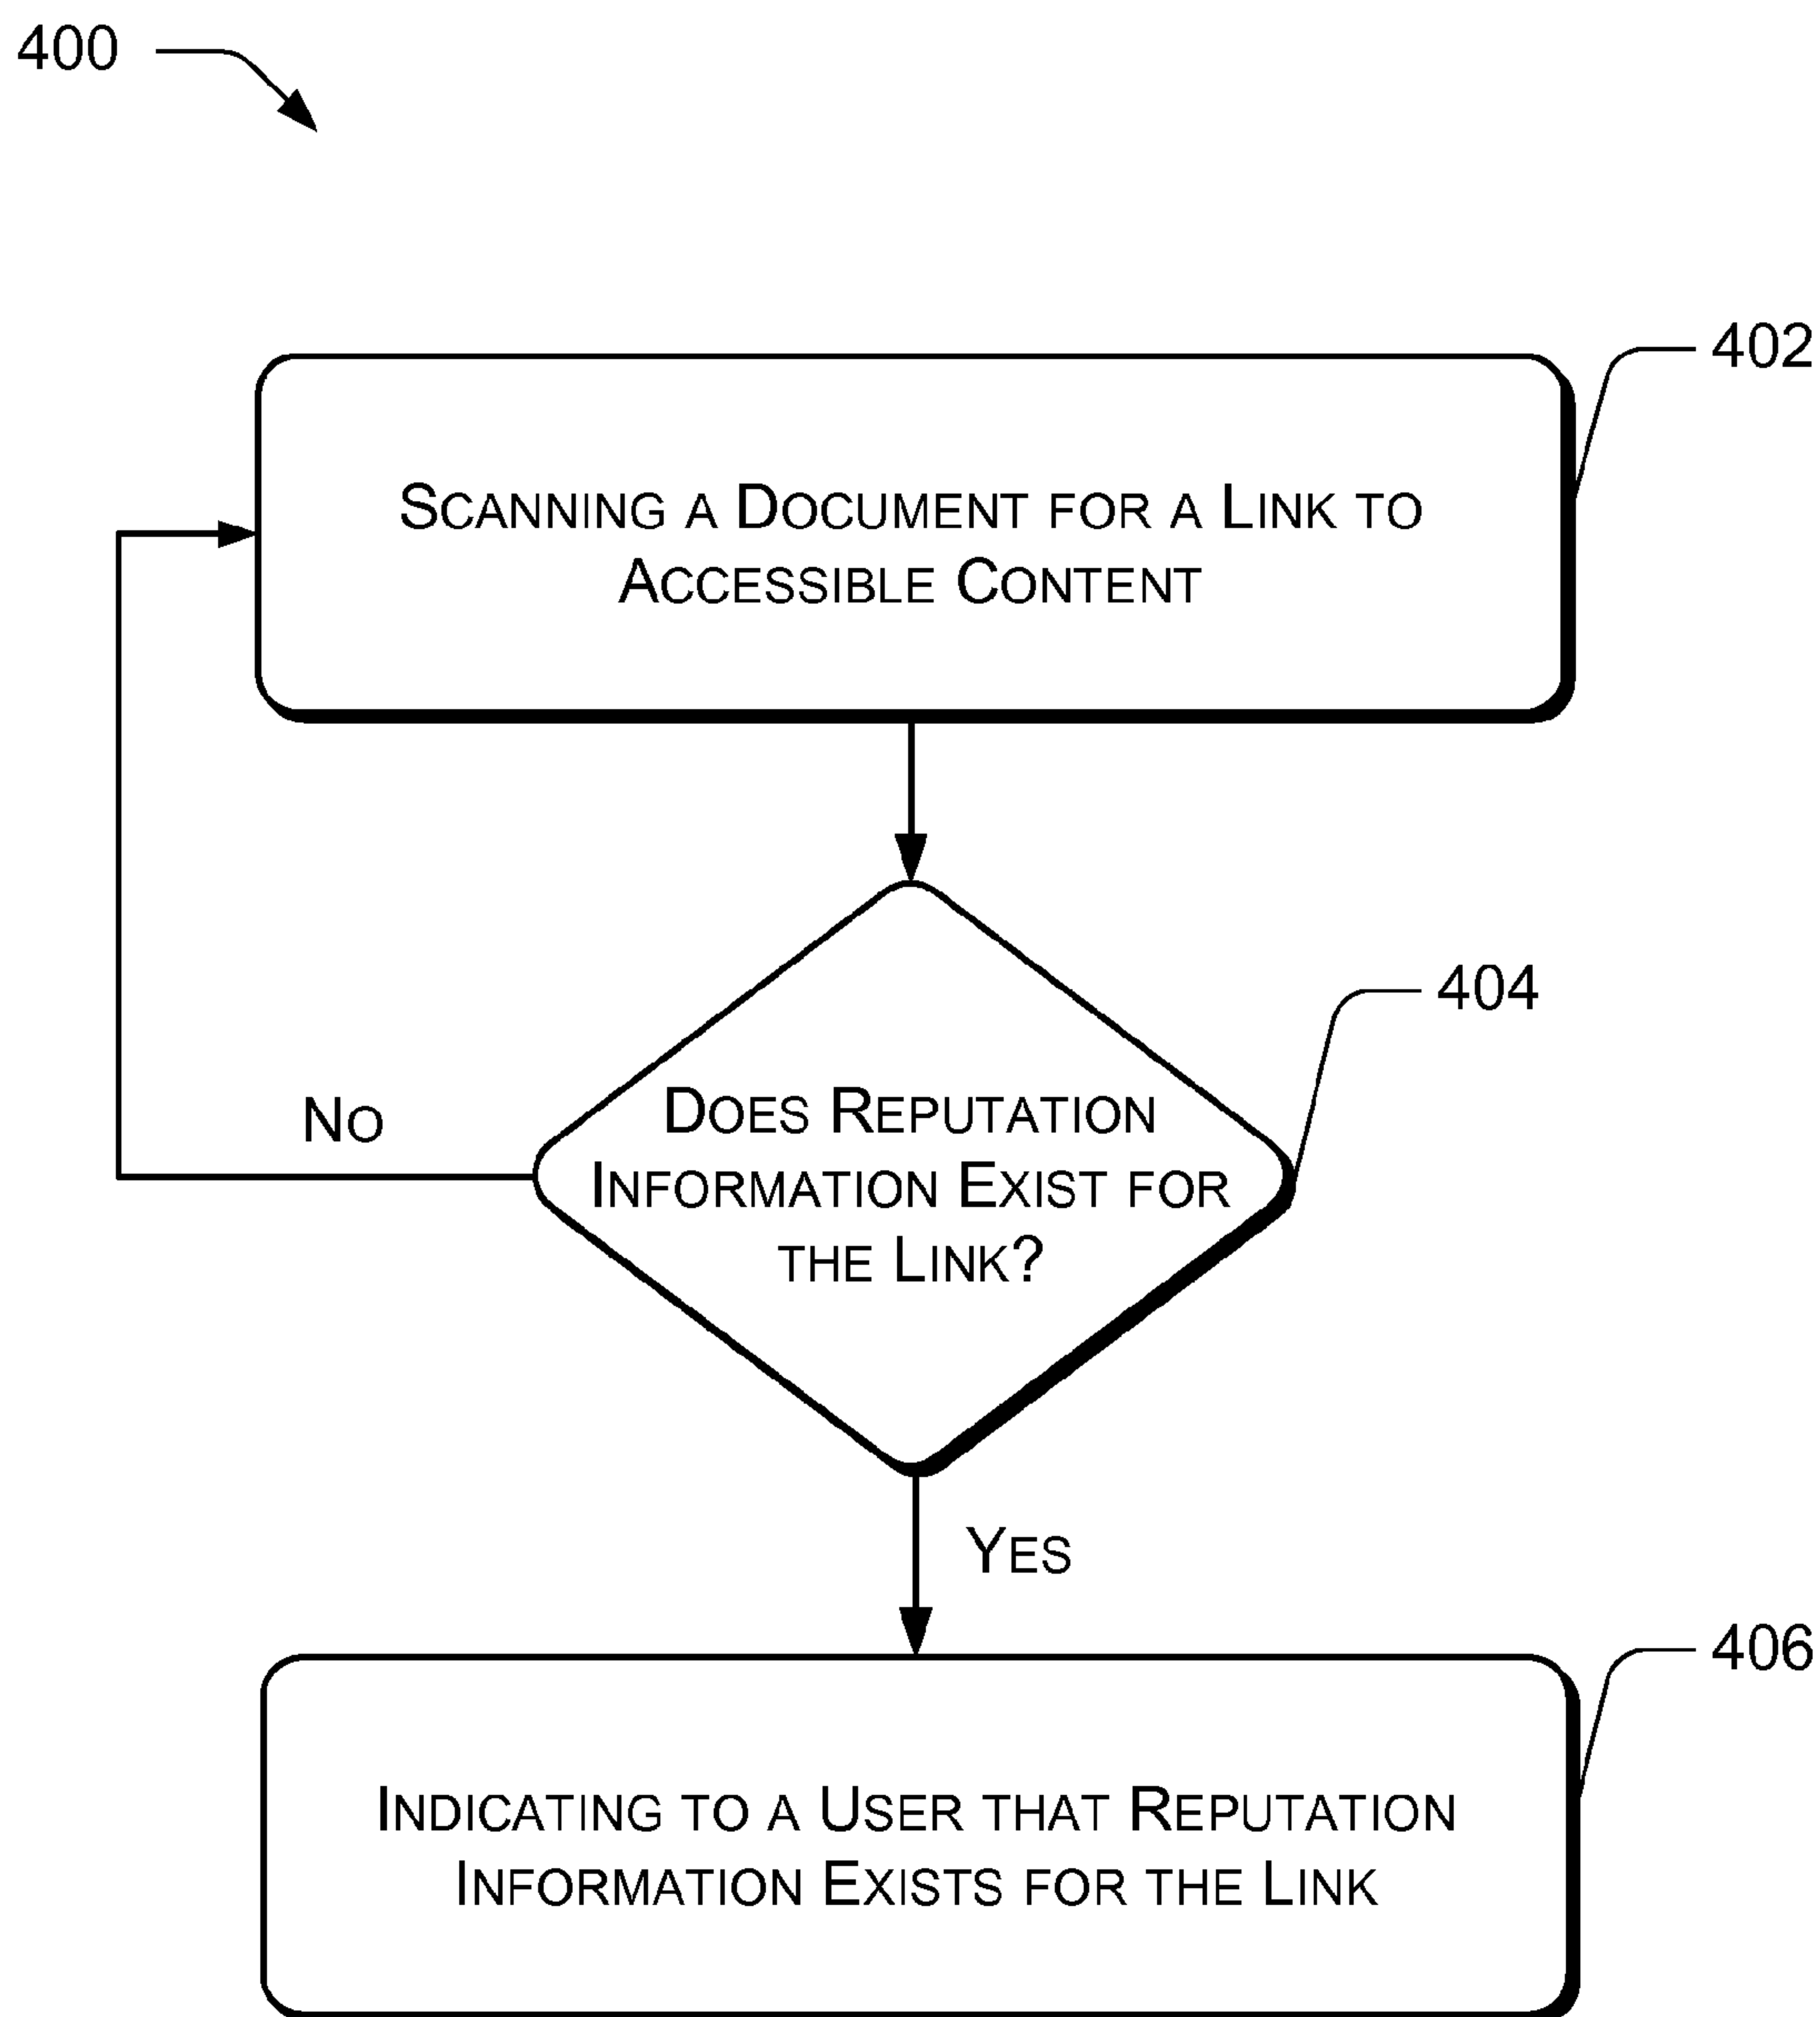 400
402
Scanning a Document for a Link to
Accessible Content
404
Does Reputation
Information Exist for
the Link?
No
Yes
406
Indicating to a User that Reputation
Information Exists for the Link